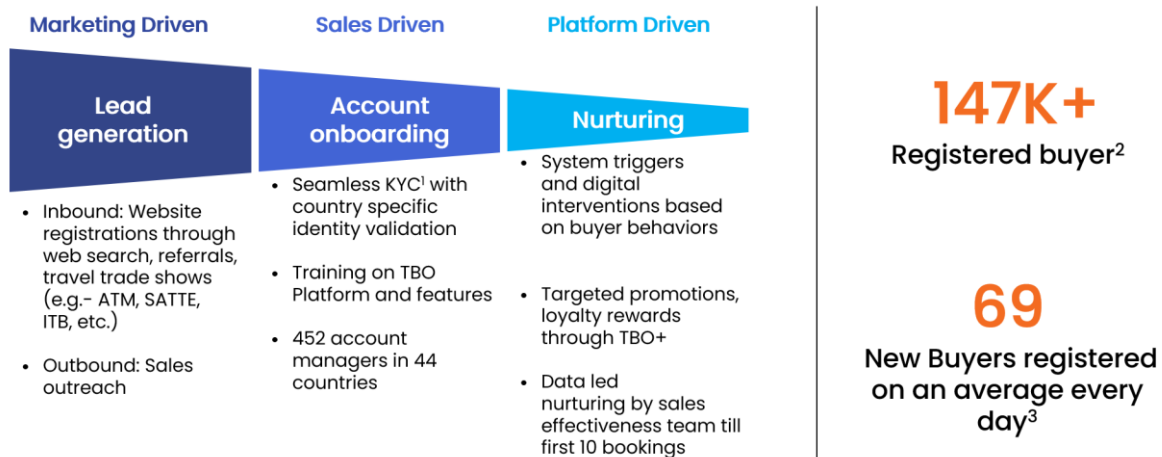 Marketing Driven
Lead
generation
• Inbound: Website
registrations through
web search, referrals,
travel trade shows
(e.g.- ATM, SATTE,
ITB, etc.)
• Outbound: Sales
outreach
Sales Driven
Account
onboarding
• Seamless KYC¹ with
country specific
identity validation
• Training on TBO
Platform and features
• 452 account
managers in 44
countries
Platform Driven
Nurturing
• System triggers
and digital
interventions based
on buyer behaviors
• Targeted promotions,
loyalty rewards
through TBO+
• Data led
nurturing by sales
effectiveness team till
first 10 bookings
147K+
Registered buyer²
69
New Buyers registered
on an average every
day³